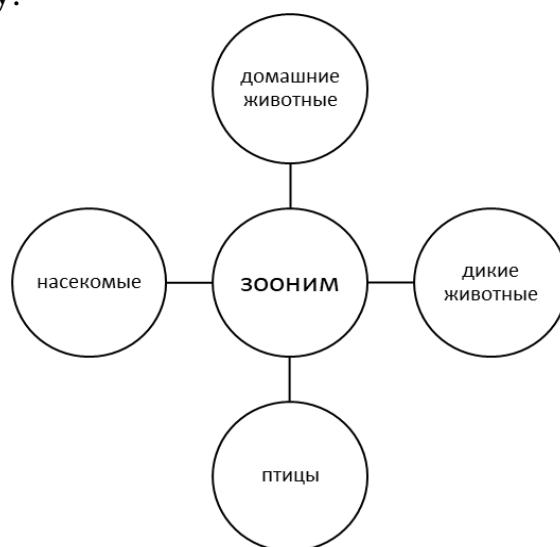 у.
домашние
животные
насекомые
зооним
дикие
животные
птицы